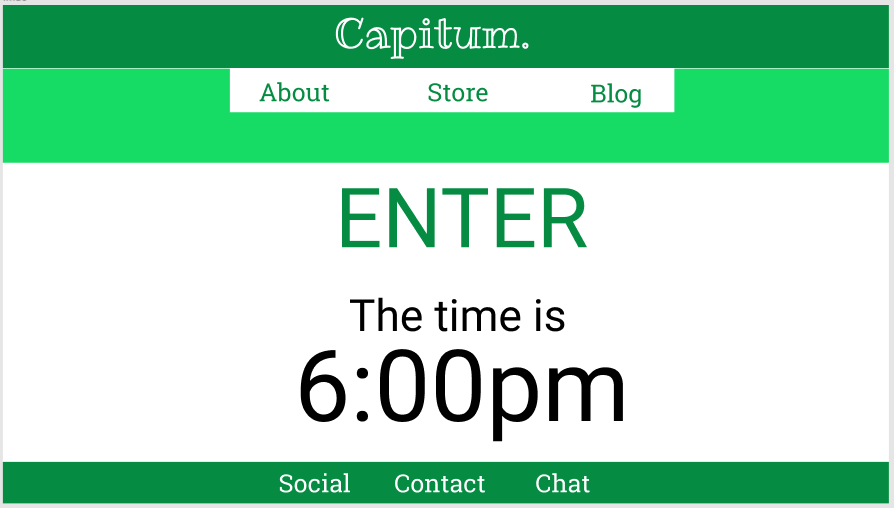 Capitum.
About Store Blog
ENTER
The time is
6:00pm
Social Contact Chat